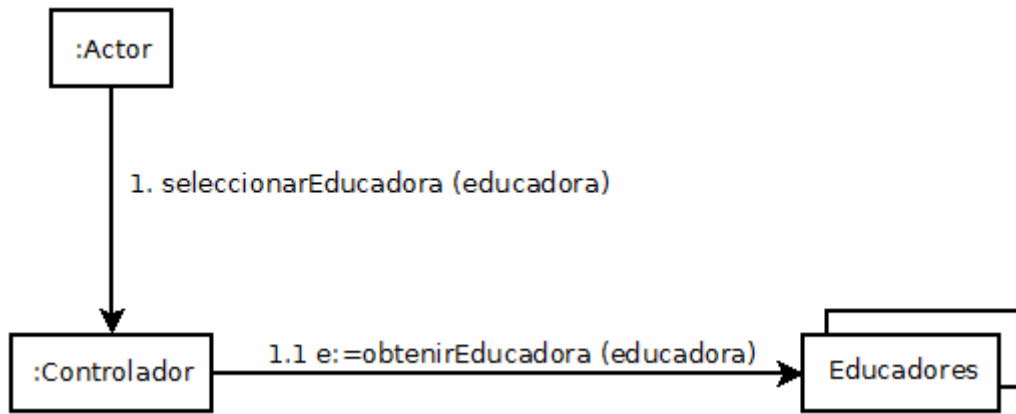 :Actor
1. seleccionarEducadora (educadora)
1.1 e:=obtenirEducadora (educadora)
:Controlador
Educadores